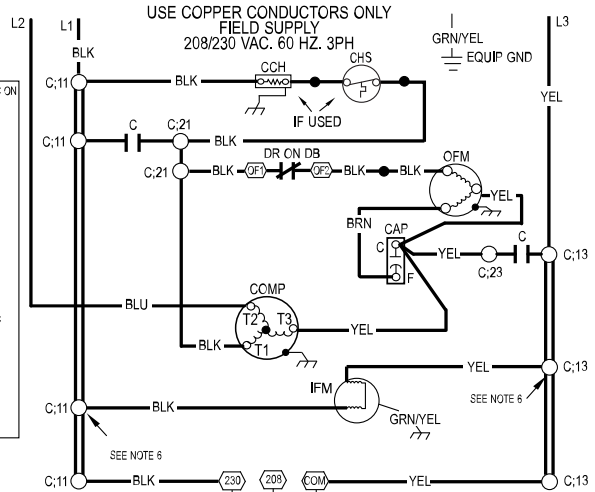 USE COPPER CONDUCTORS ONLY
FIELD SUPPLY
208/230 VAC. 60 HZ. 3PH
L2
L1
L3
GRN/YEL
EQUIP GND
BLK
ON
C;11
BLK
CCH
CHS
YEL
IF USED
C;11
C
C;21
BLK
DR ON DB
OFM
C;21
BLK
OF1
OF2
BLK
BLK
YEL
BRN
CAP
C
F
YEL
C;23
C
C;13
COMP
BLU
T2
T3
T1
YEL
BLK
YEL
C;13
IFM
SEE NOTE 6
C;11
BLK
GRN/YEL
SEE NOTE 6
C;11
BLK
230
208
COM
YEL
C;13